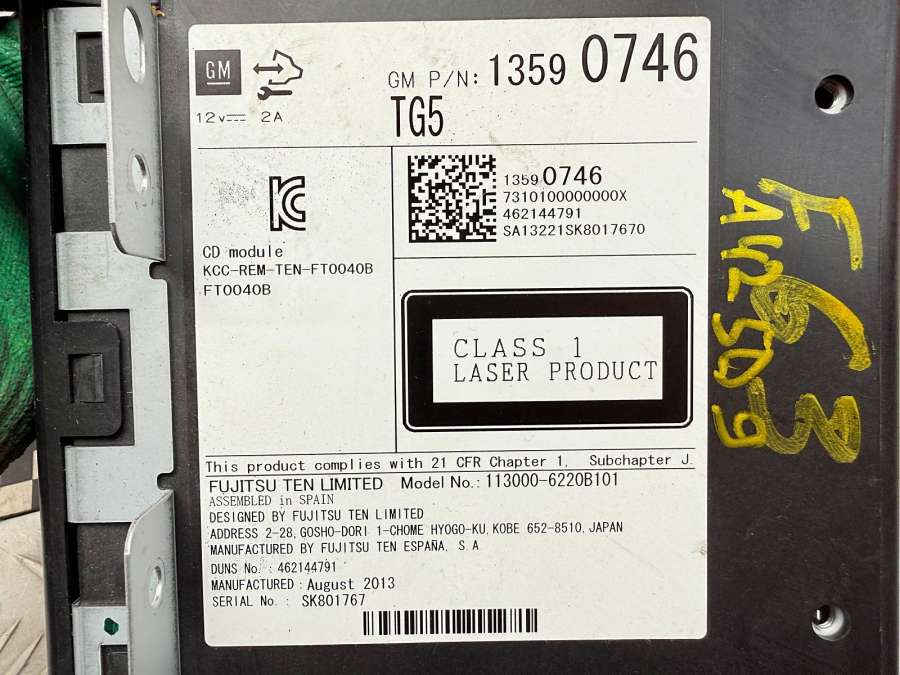 GM
GM P/N: 1359 0746
12v 2A
TG5
1359 0746
7310100000000X
462144791
SA13221SK8017670
CD module
KCC-REM-TEN-FT0040B
FT0040B
CLASS 1
LASER PRODUCT
This product complies with 21 CFR Chapter 1, Subchapter J.
FUJITSU TEN LIMITED Model No.: 113000-6220B101
ASSEMBLED in SPAIN
DESIGNED BY FUJITSU TEN LIMITED
ADDRESS 2-28, GOSHO-DORI 1-CHOME HYOGO-KU, KOBE 652-8510, JAPAN
MANUFACTURED BY FUJITSU TEN ESPAÑA, S.A
DUNS No.: 462144791
MANUFACTURED: August 2013
SERIAL No.: SK801767
E63
AY2509